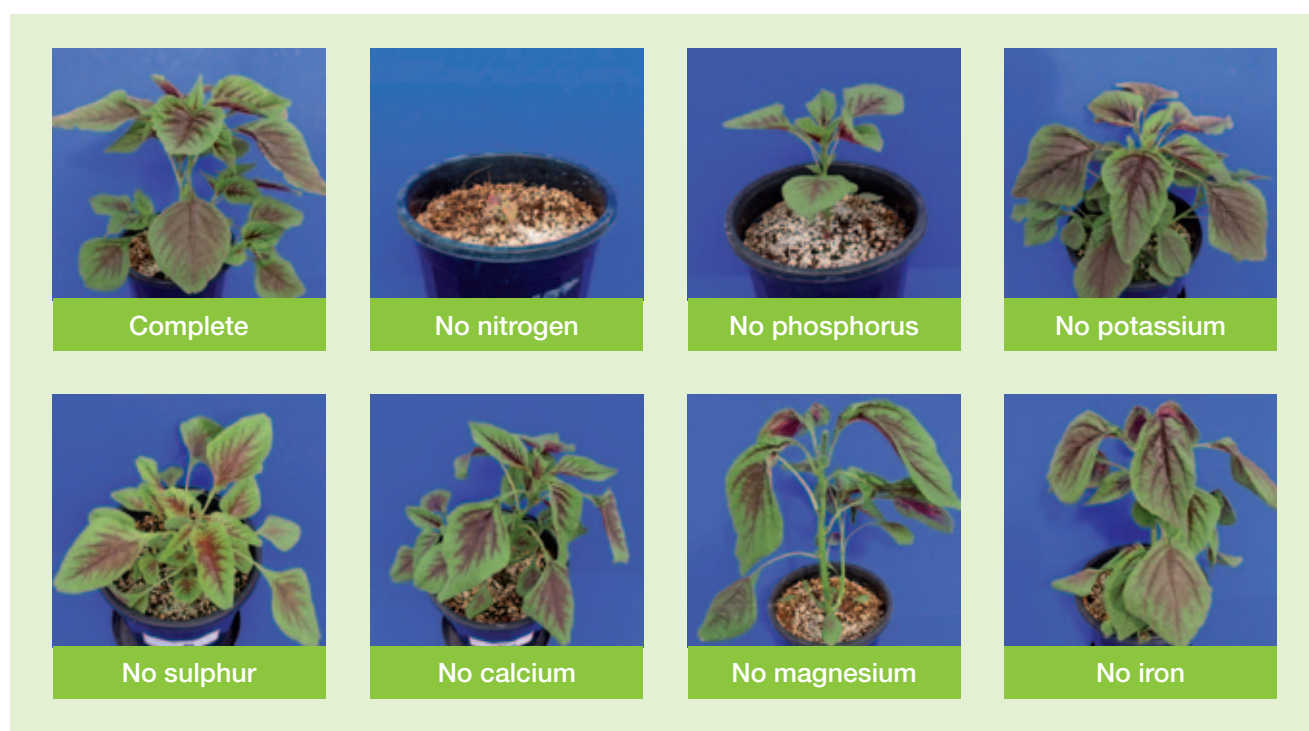 Complete
No nitrogen
No phosphorus
No potassium
No sulphur
No calcium
No magnesium
No iron